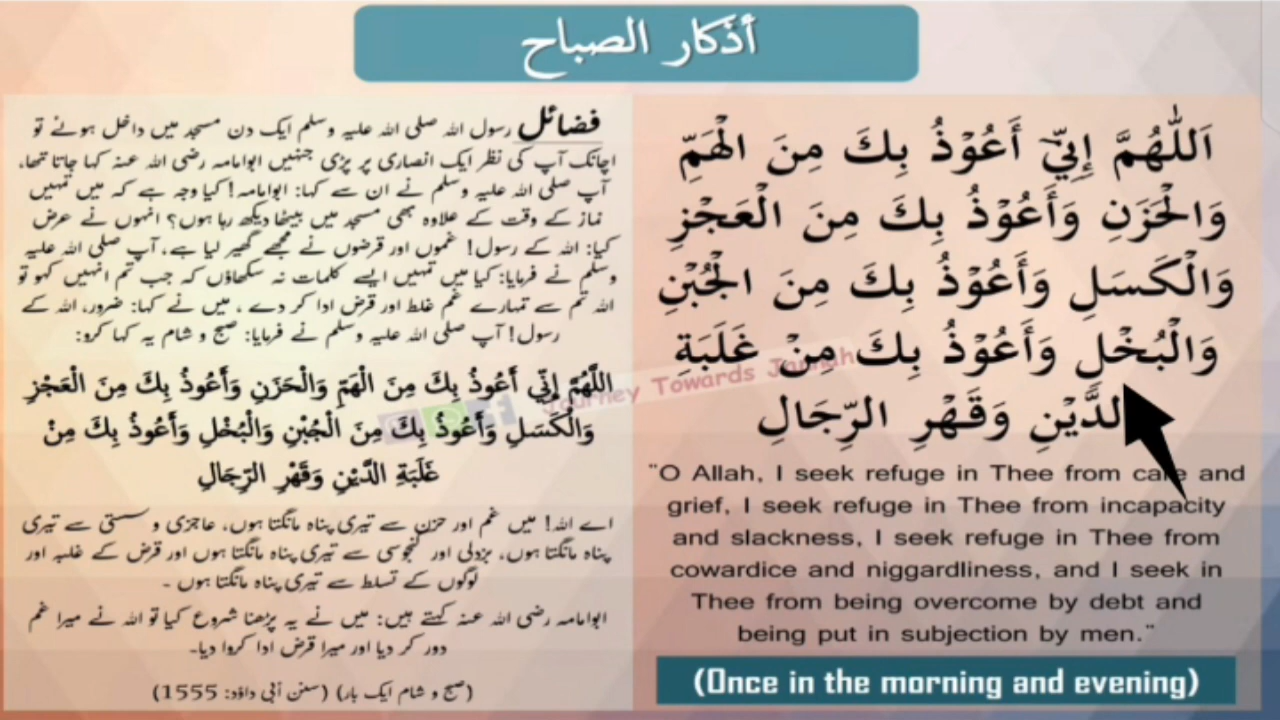 أذكار الصباح
اَللّٰهُمَّ إِنِّيْٓ أَعُوْذُ بِكَ مِنَ الْهَمِّ
وَالْحَزَنِ وَأَعُوْذُ بِكَ مِنَ الْعَجْزِ
وَالْكَسَلِ وَأَعُوْذُ بِكَ مِنَ الْجُبْنِ
وَالْبُخْلِ وَأَعُوْذُ بِكَ مِنْ غَلَبَةِ
الدَّيْنِ وَقَهْرِ الرِّجَالِ
"O Allah, I seek refuge in Thee from care and
grief, I seek refuge in Thee from incapacity
and slackness, I seek refuge in Thee from
cowardice and niggardliness, and I seek in
Thee from being overcome by debt and
being put in subjection by men."
(Once in the morning and evening)
فضائل رسول اللہ صلی اللہ علیہ وسلم ایک دن مسجد میں داخل ہوئے تو
اچانک آپ کی نظر ایک انصاری پر پڑی جنہیں ابوامامہ رضی اللہ عنہ کہا جاتا تھا،
آپ صلی اللہ علیہ وسلم نے ان سے کہا: ابوامامہ! کیا وجہ ہے کہ میں تمہیں
نماز کے وقت کے علاوہ بھی مسجد میں بیٹھا دیکھ رہا ہوں؟ انہوں نے عرض
کیا: اللہ کے رسول! غموں اور قرضوں نے مجھے گھیر لیا ہے، آپ صلی اللہ علیہ
وسلم نے فرمایا: کیا میں تمہیں ایسے کلمات نہ سکھاؤں کہ جب تم انہیں کہو تو
اللہ تم سے تمہارے غم غلط اور قرض ادا کر دے ، میں نے کہا: ضرور، اللہ کے
رسول! آپ صلی اللہ علیہ وسلم نے فرمایا: صبح و شام یہ کہا کرو:
اللَّهُمَّ إِنِّي أَعُوذُ بِكَ مِنَ الْهَمِّ وَالْحَزَنِ وَأَعُوذُ بِكَ مِنَ الْعَجْزِ
وَالْكَسَلِ وَأَعُوذُ بِكَ مِنَ الْجُبْنِ وَالْبُخْلِ وَأَعُوذُ بِكَ مِنْ
غَلَبَةِ الدَّيْنِ وَقَهْرِ الرِّجَالِ
اے اللہ! میں غم اور حزن سے تیری پناہ مانگتا ہوں، عاجزی و سستی سے تیری
پناہ مانگتا ہوں، بزدلی اور کنجوسی سے تیری پناہ مانگتا ہوں اور قرض کے غلبہ اور
لوگوں کے تسلط سے تیری پناہ مانگتا ہوں ۔
ابوامامہ رضی اللہ عنہ کہتے ہیں: میں نے یہ پڑھنا شروع کیا تو اللہ نے میرا غم
دور کر دیا اور میرا قرض ادا کروا دیا۔
(صبح و شام ایک بار) (سنن أبی داؤد: 1555)
Journey Towards Jannah